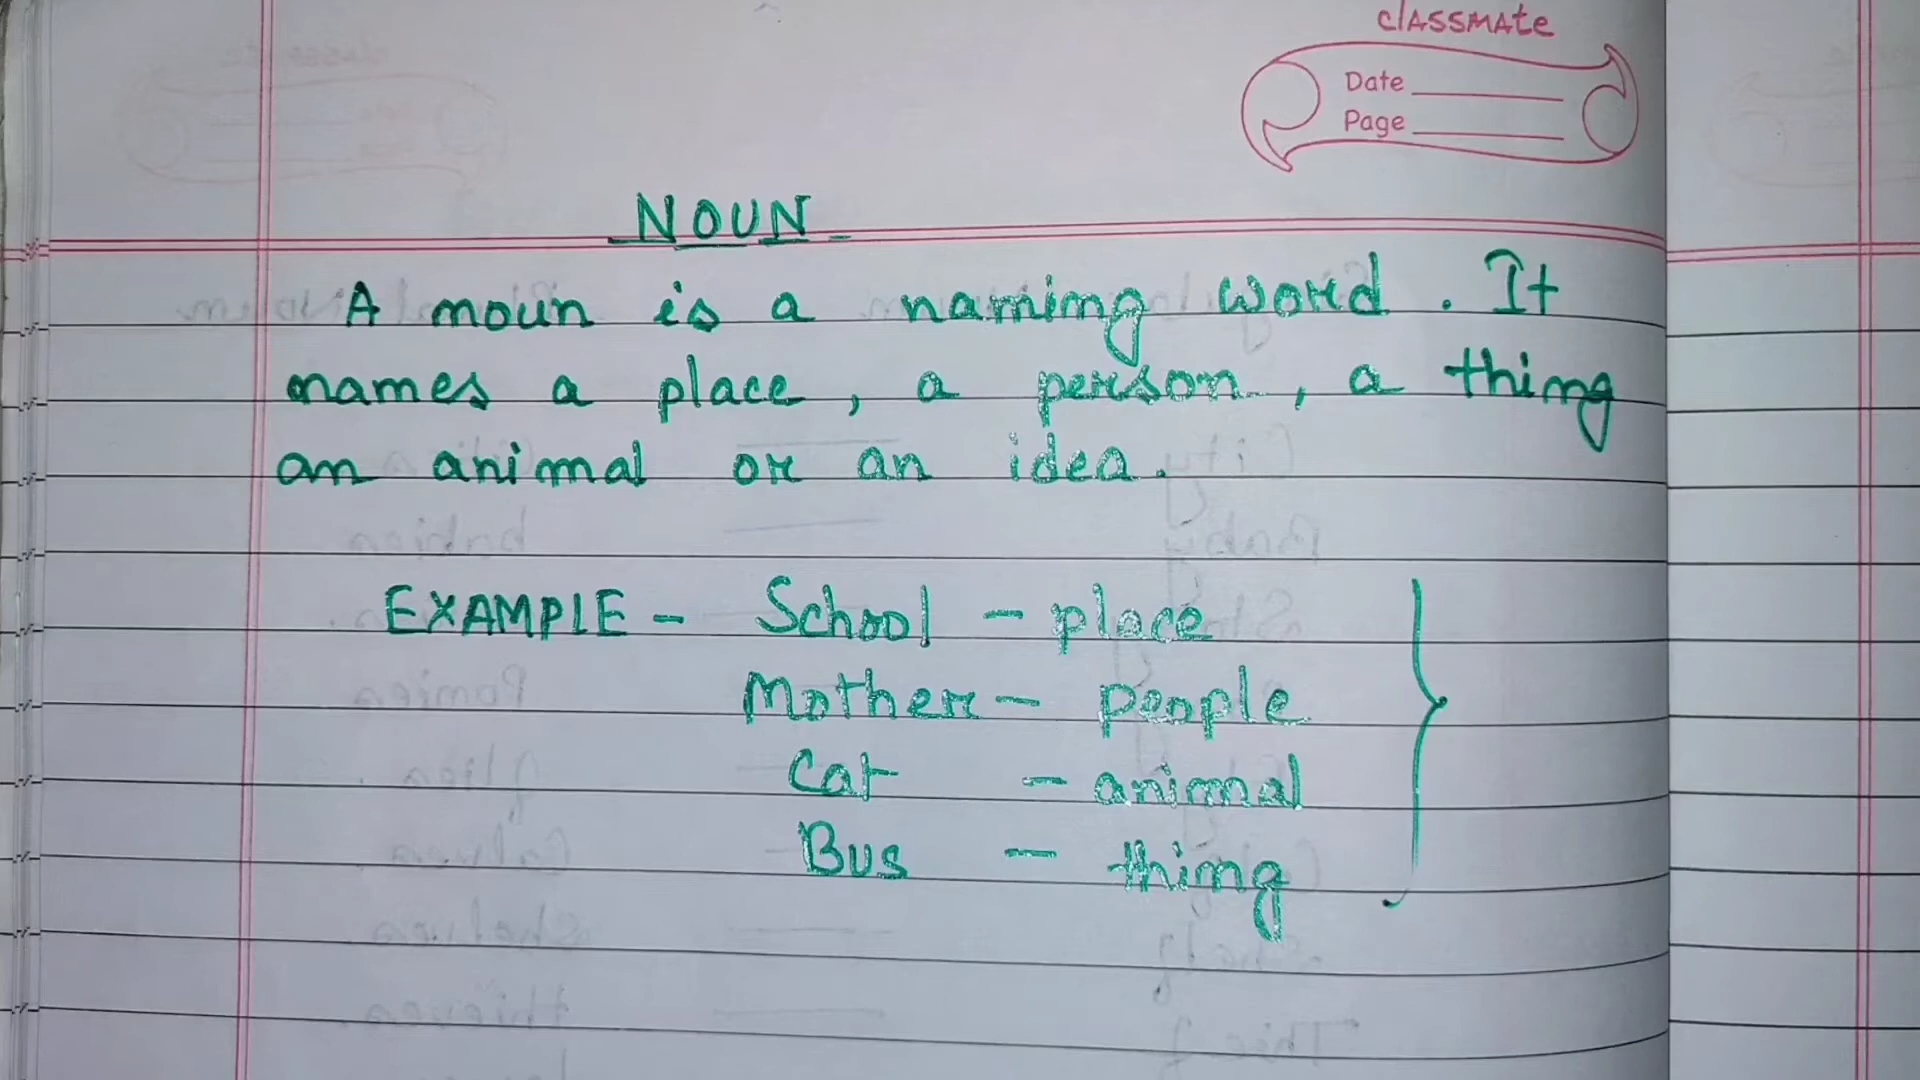 classmate
Date
Page
NOUN
A noun is a naming word. It
names a place, a person, a thing
an animal or an idea.
EXAMPLE - School - place
Mother - people
Cat - animal
Bus - thing